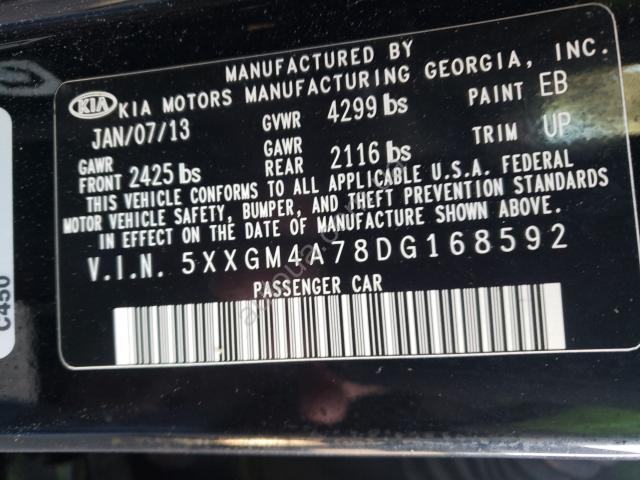 MANUFACTURED BY
KIA KIA MOTORS MANUFACTURING GEORGIA, INC.
JAN/07/13 GVWR 4299 lbs PAINT EB
GAWR FRONT 2425 lbs GAWR REAR 2116 lbs TRIM UP
THIS VEHICLE CONFORMS TO ALL APPLICABLE U.S.A. FEDERAL
MOTOR VEHICLE SAFETY, BUMPER, AND THEFT PREVENTION STANDARDS
IN EFFECT ON THE DATE OF MANUFACTURE SHOWN ABOVE.
V.I.N. 5XXGM4A78DG168592
PASSENGER CAR
C450